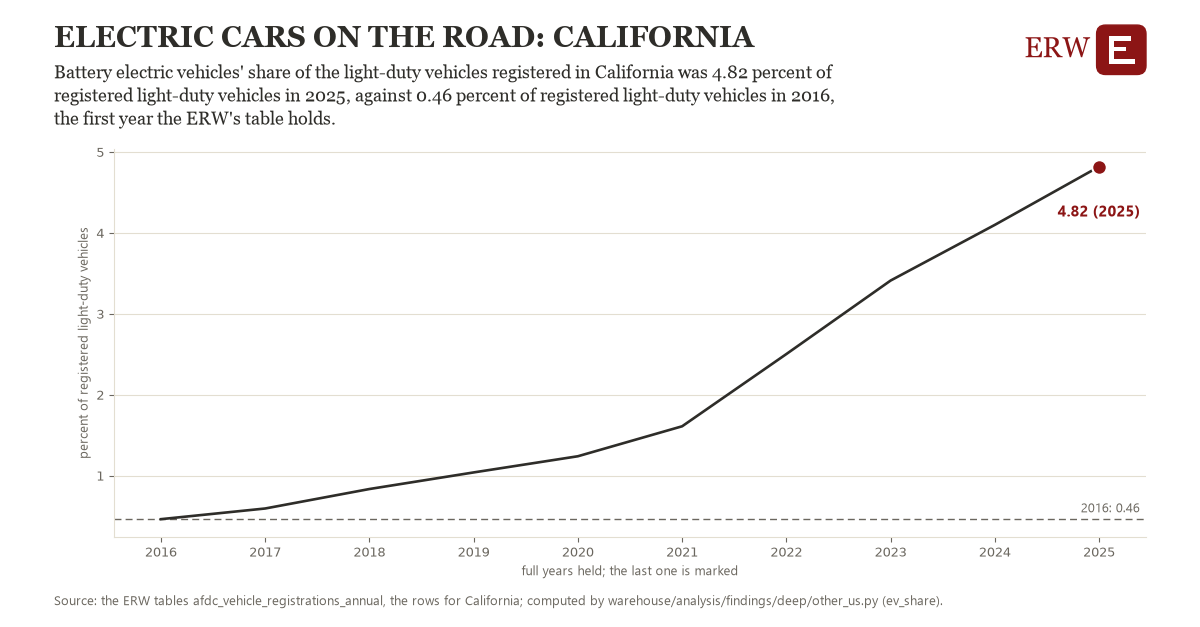 ELECTRIC CARS ON THE ROAD: CALIFORNIA
ERW E
Battery electric vehicles' share of the light-duty vehicles registered in California was 4.82 percent of
registered light-duty vehicles in 2025, against 0.46 percent of registered light-duty vehicles in 2016,
the first year the ERW's table holds.
percent of registered light-duty vehicles
5
4
3
2
1
4.82 (2025)
2016: 0.46
2016 2017 2018 2019 2020 2021 2022 2023 2024 2025
full years held; the last one is marked
Source: the ERW tables afdc_vehicle_registrations_annual, the rows for California; computed by warehouse/analysis/findings/deep/other_us.py (ev_share).